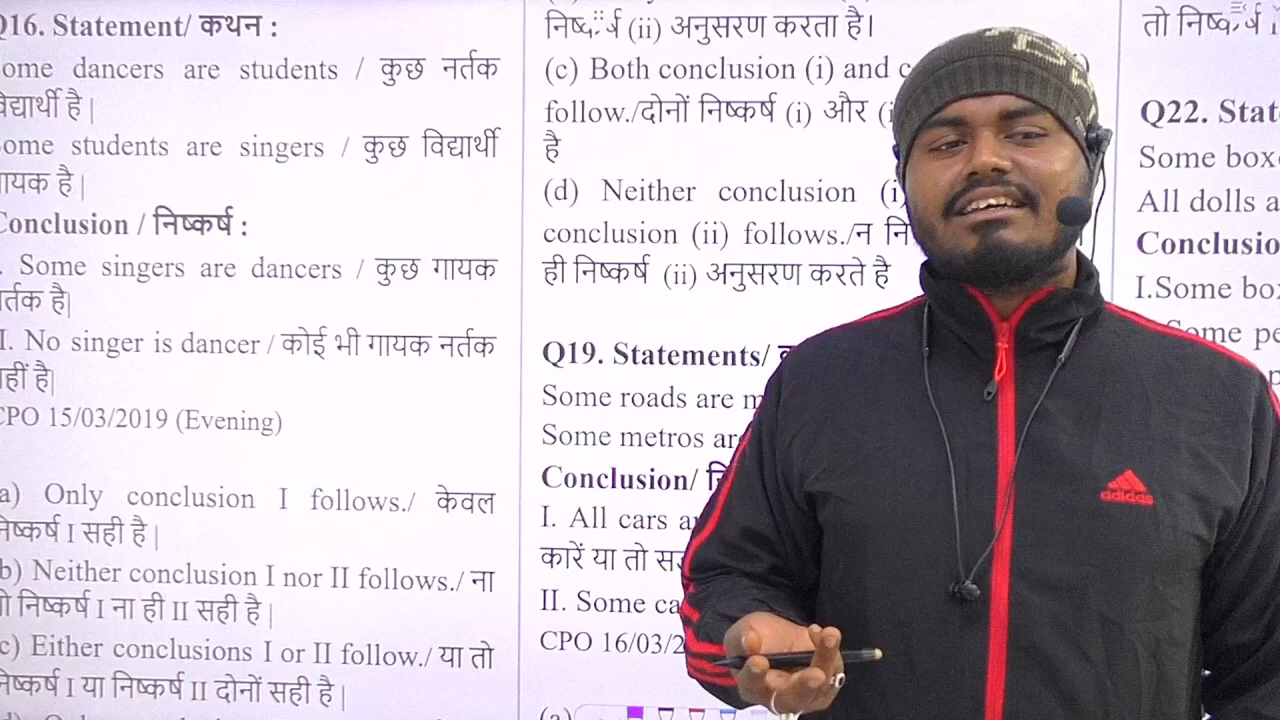 Q16. Statement/ कथन :
ome dancers are students / कुछ नर्तक
विद्यार्थी है |
ome students are singers / कुछ विद्यार्थी
ायक है |
Conclusion / निष्कर्ष :
. Some singers are dancers / कुछ गायक
र्तक है|
I. No singer is dancer / कोई भी गायक नर्तक
हीं है|
CPO 15/03/2019 (Evening)
a) Only conclusion I follows./ केवल
निष्कर्ष I सही है |
b) Neither conclusion I nor II follows./ ना
निष्कर्ष I ना ही II सही है |
c) Either conclusions I or II follow./ या तो
निष्कर्ष I या निष्कर्ष II दोनों सही है |
निष्कर्ष (ii) अनुसरण करता है।
(c) Both conclusion (i) and
follow./दोनों निष्कर्ष (i) और
है
(d) Neither conclusion (i)
conclusion (ii) follows./न
ही निष्कर्ष (ii) अनुसरण करते है
Q19. Statements/
Some roads are
Some metros
Conclusion/
I. All cars
कारें या तो
II. Some
CPO 16/03/2
(a)
तो निष्कर्ष
Q22. Stat
Some box
All dolls a
Conclusio
I.Some bo
Some pe
adidas